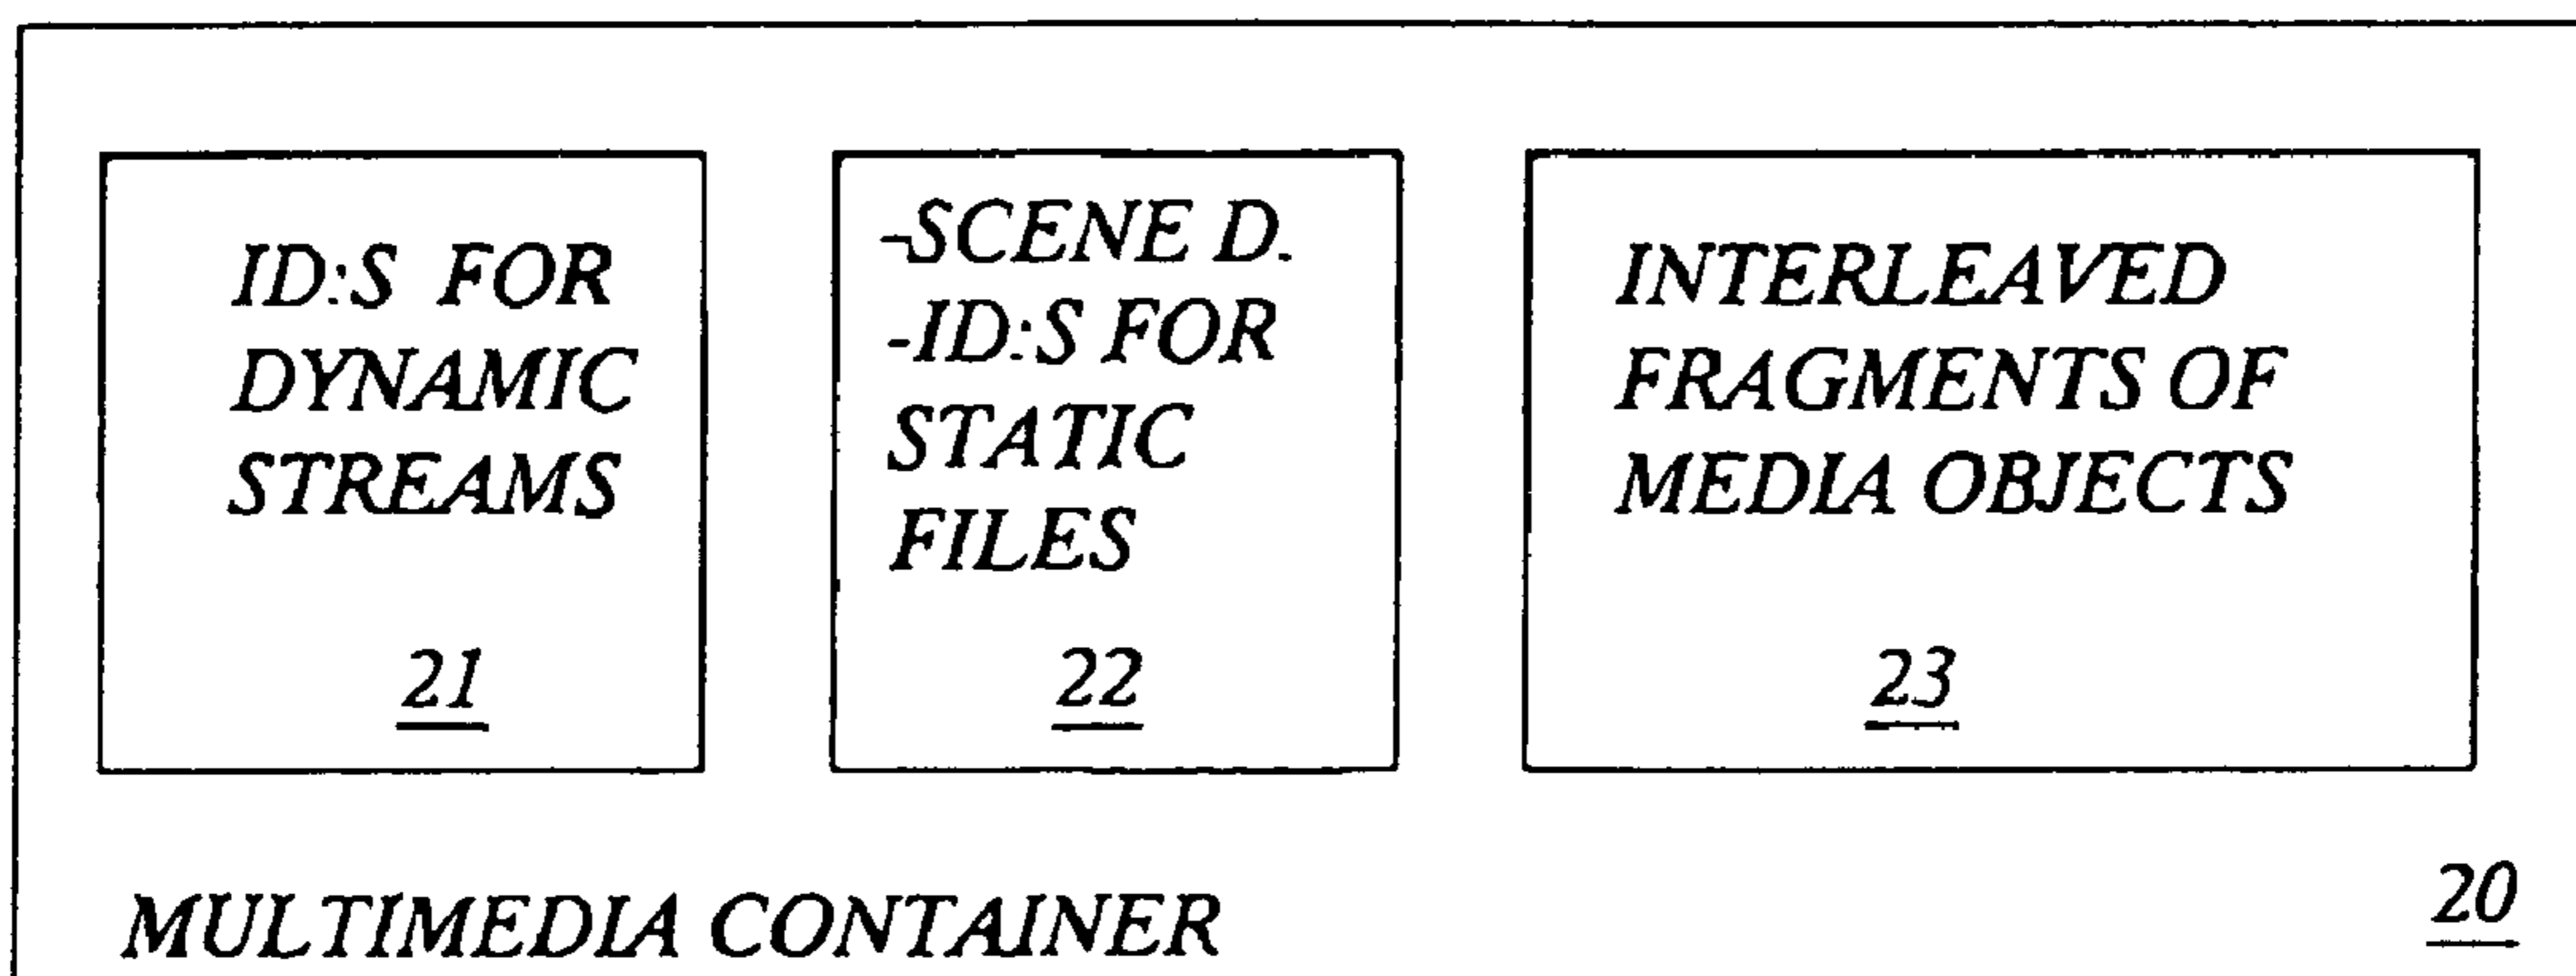 ID:S FOR
DYNAMIC
STREAMS
21
-SCENE D.
-ID:S FOR
STATIC
FILES
22
INTERLEAVED
FRAGMENTS OF
MEDIA OBJECTS
23
MULTIMEDIA CONTAINER
20